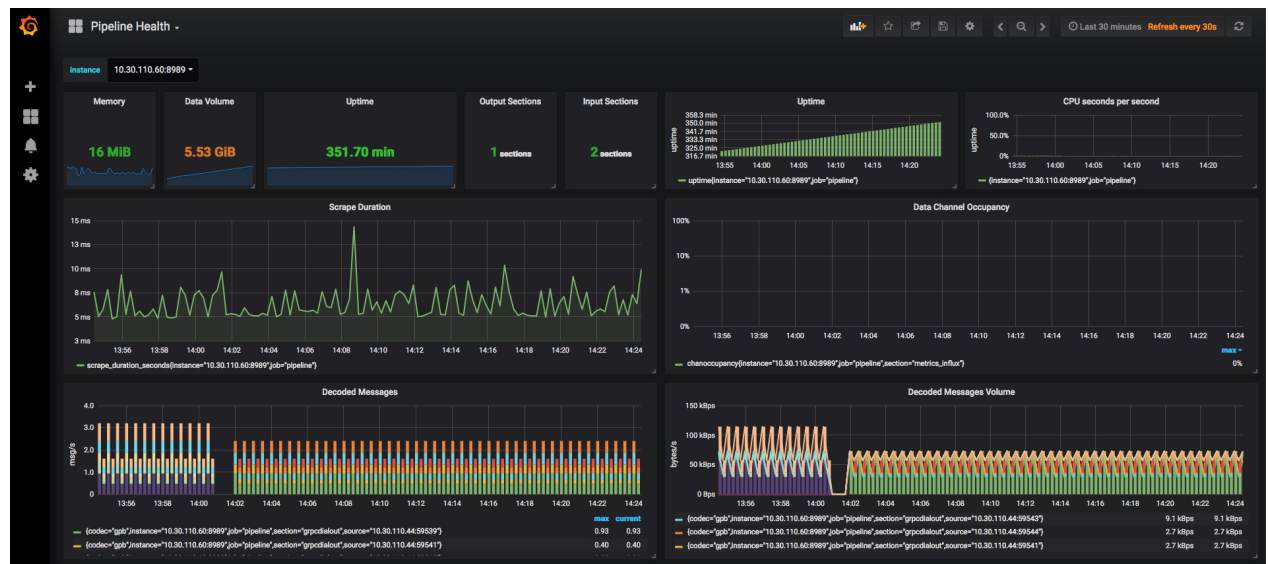 Pipeline Health
Last 30 minutes Refresh every 30s
instance 10.30.110.60:8989
Memory
16 MiB
Data Volume
5.53 GiB
Uptime
351.70 min
Output Sections
1 sections
Input Sections
2 sections
Uptime
uptime
358.3 min
350.0 min
341.7 min
333.3 min
325.0 min
316.7 min
13:55 14:00 14:05 14:10 14:15 14:20
uptime{instance="10.30.110.60:8989",job="pipeline"}
CPU seconds per second
uptime
100.0%
50.0%
0%
13:55 14:00 14:05 14:10 14:15 14:20
{instance="10.30.110.60:8989",job="pipeline"}
Scrape Duration
15 ms
13 ms
10 ms
8 ms
5 ms
3 ms
13:56 13:58 14:00 14:02 14:04 14:06 14:08 14:10 14:12 14:14 14:16 14:18 14:20 14:22 14:24
scrape_duration_seconds{instance="10.30.110.60:8989",job="pipeline"}
Data Channel Occupancy
100%
10%
1%
0%
13:56 13:58 14:00 14:02 14:04 14:06 14:08 14:10 14:12 14:14 14:16 14:18 14:20 14:22 14:24
max
chanoccupancy{instance="10.30.110.60:8989",job="pipeline",section="metrics_influx"} 0%
Decoded Messages
msg/s
4.0
3.0
2.0
1.0
0
13:56 13:58 14:00 14:02 14:04 14:06 14:08 14:10 14:12 14:14 14:16 14:18 14:20 14:22 14:24
max current
{codec="gpb",instance="10.30.110.60:8989",job="pipeline",section="grpcdialout",source="10.30.110.44:59539"} 0.93 0.93
{codec="gpb",instance="10.30.110.60:8989",job="pipeline",section="grpcdialout",source="10.30.110.44:59541"} 0.40 0.40
Decoded Messages Volume
bytes/s
150 kBps
100 kBps
50 kBps
0 Bps
13:56 13:58 14:00 14:02 14:04 14:06 14:08 14:10 14:12 14:14 14:16 14:18 14:20 14:22 14:24
{codec="gpb",instance="10.30.110.60:8989",job="pipeline",section="grpcdialout",source="10.30.110.44:59543"} 9.1 kBps 9.1 kBps
{codec="gpb",instance="10.30.110.60:8989",job="pipeline",section="grpcdialout",source="10.30.110.44:59544"} 2.7 kBps 2.7 kBps
{codec="gpb",instance="10.30.110.60:8989",job="pipeline",section="grpcdialout",source="10.30.110.44:59541"} 2.7 kBps 2.7 kBps